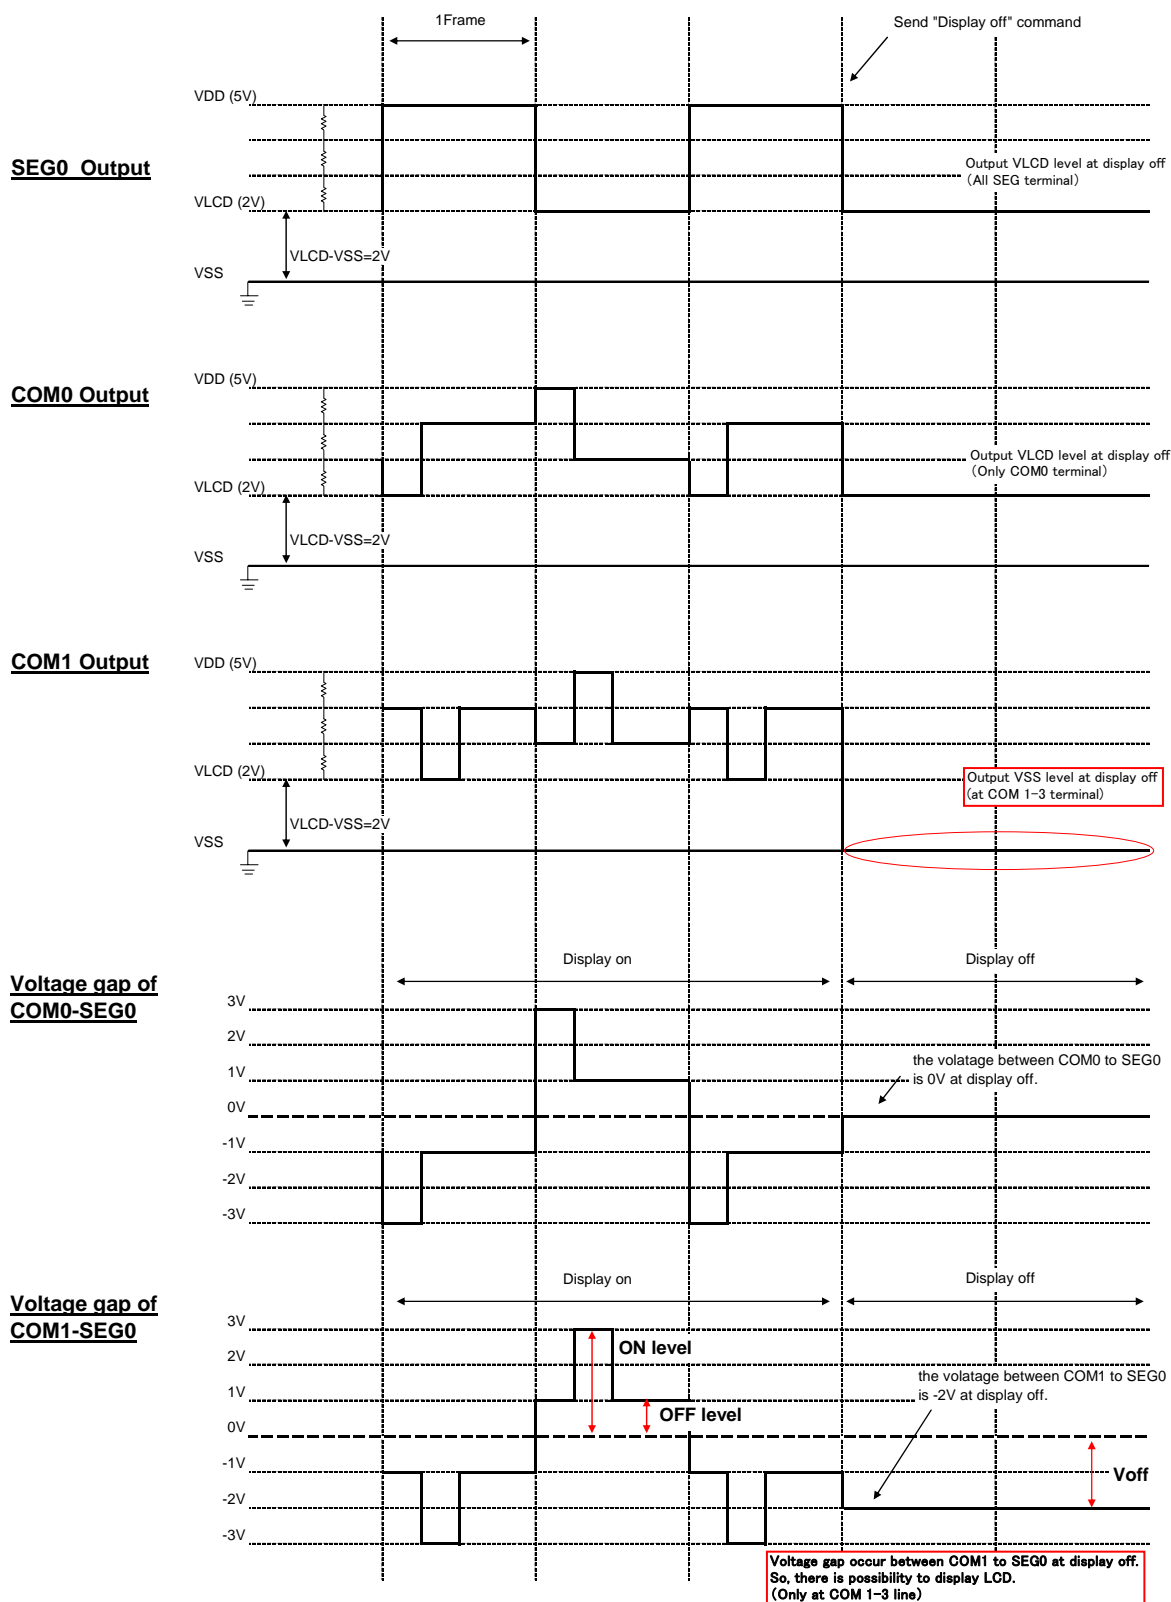 1Frame
Send "Display off" command
VDD (5V)
SEG0  Output
Output VLCD level at display off
(All SEG terminal)
VLCD (2V)
VLCD-VSS=2V
VSS
VDD (5V)
COM0 Output
Output VLCD level at display off
(Only COM0 terminal)
VLCD (2V)
VLCD-VSS=2V
VSS
COM1 Output
VDD (5V)
VLCD (2V)
Output VSS level at display off
(at COM 1-3 terminal)
VLCD-VSS=2V
VSS
Display on
Display off
Voltage gap of
COM0-SEG0
3V
2V
1V
the volatage between COM0 to SEG0
is 0V at display off.
0V
-1V
-2V
-3V
Display on
Display off
Voltage gap of
COM1-SEG0
3V
ON level
2V
the volatage between COM1 to SEG0
is -2V at display off.
1V
OFF level
0V
-1V
Voff
-2V
-3V
Voltage gap occur between COM1 to SEG0 at display off.
So, there is possibility to display LCD.
(Only at COM 1-3 line)